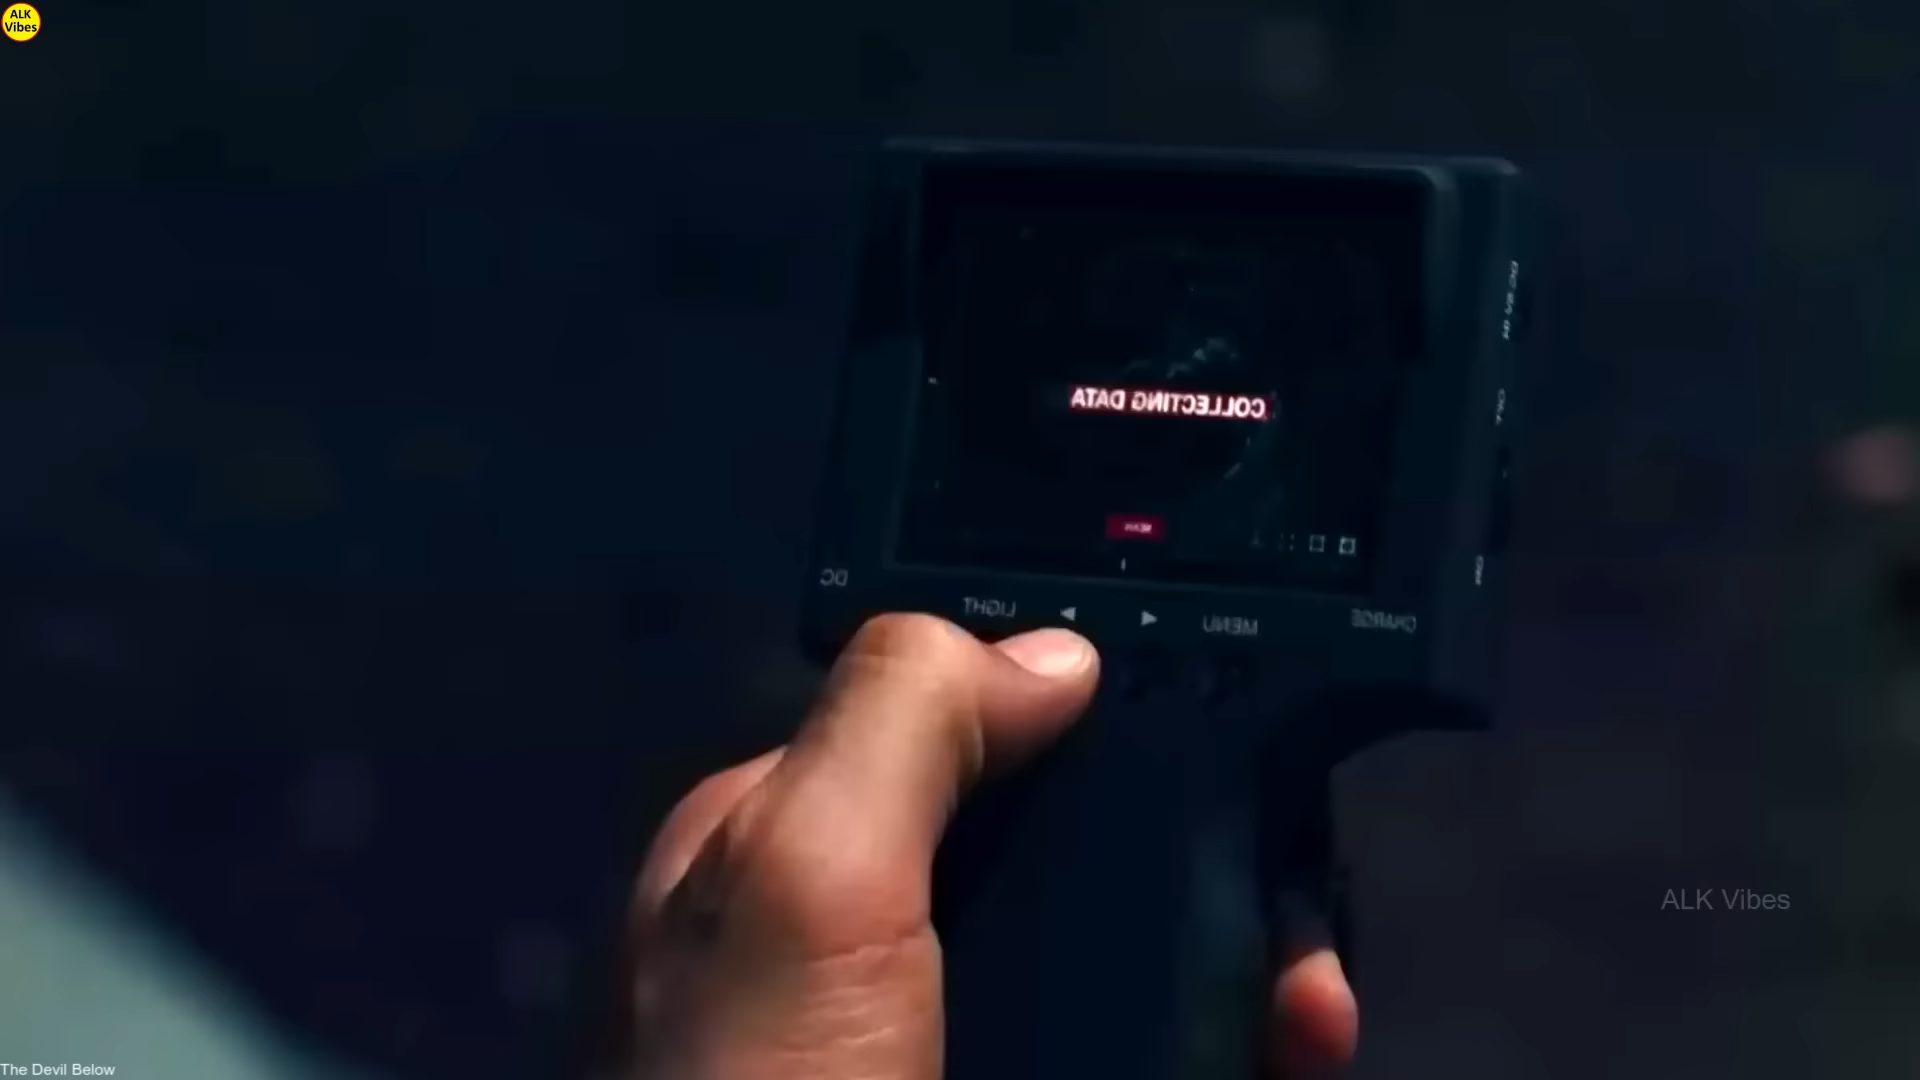 ALK
Vibes
COLLECTING DATA
DC
LIGHT
MENU
CHARGE
ALK Vibes
The Devil Below